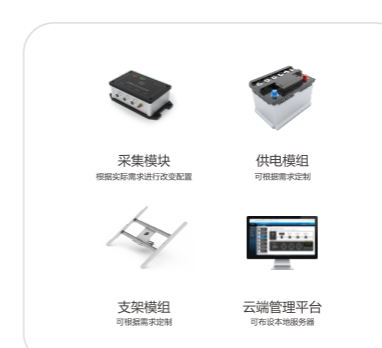 采集模块
供电模组
根据实际需求进行改变配置
可根据需求定制
支架模组
云端管理平台
可根据需求定制
可布设本地服务器